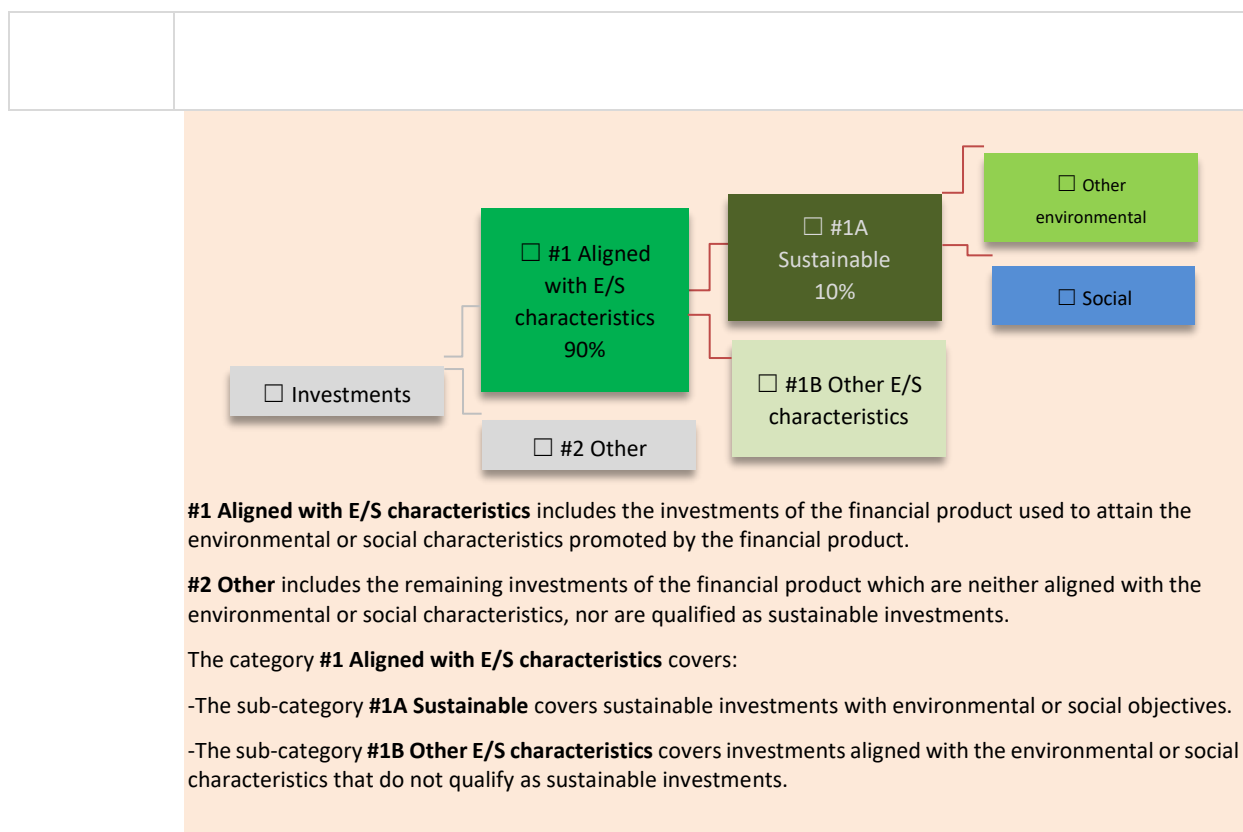 ☐ Other
environmental
☐ #1A
Sustainable
10%
☐ #1 Aligned
with E/S
characteristics
90%
☐ Social
☐ #1B Other E/S
characteristics
☐ Investments
☐ #2 Other
#1 Aligned with E/S characteristics includes the investments of the financial product used to attain the
environmental or social characteristics promoted by the financial product.
#2 Other includes the remaining investments of the financial product which are neither aligned with the
environmental or social characteristics, nor are qualified as sustainable investments.
The category #1 Aligned with E/S characteristics covers:
-The sub-category #1A Sustainable covers sustainable investments with environmental or social objectives.
-The sub-category #1B Other E/S characteristics covers investments aligned with the environmental or social
characteristics that do not qualify as sustainable investments.